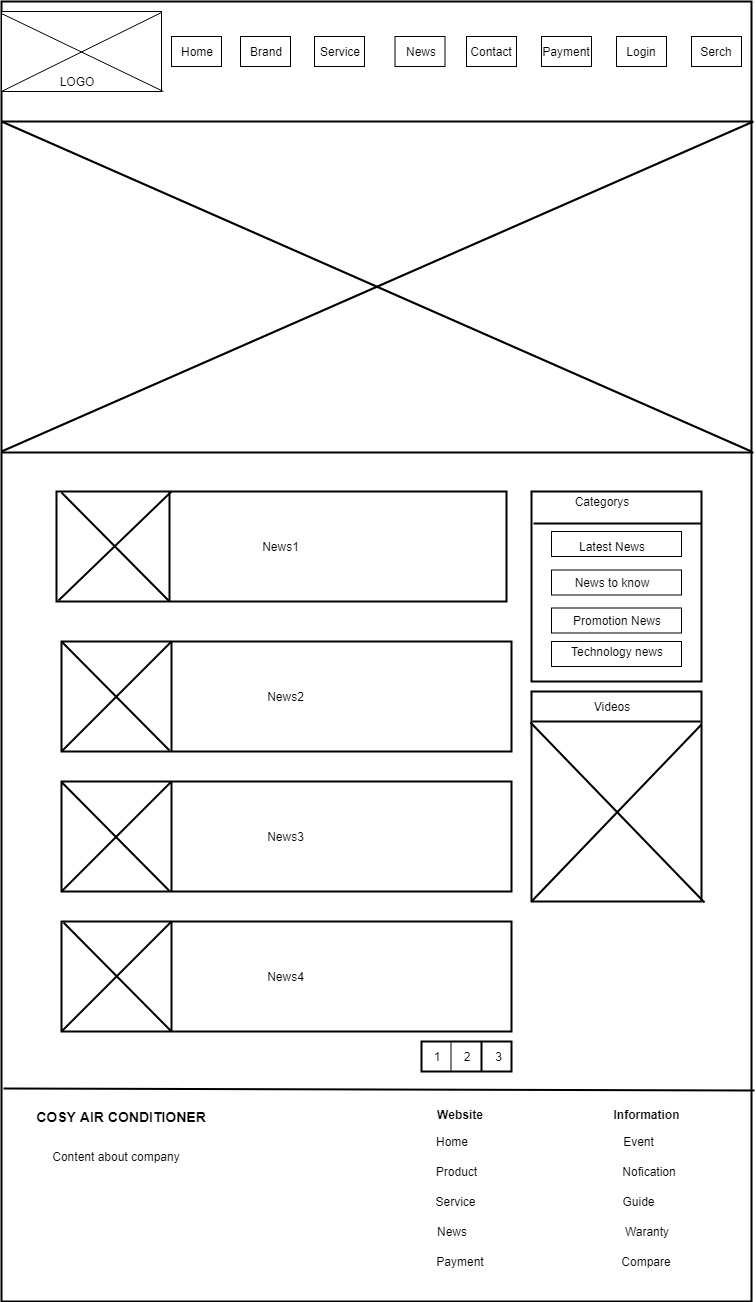 LOGO
Home Brand Service News Contact Payment Login Serch
News1
News2
News3
News4
Categorys
Latest News
News to know
Promotion News
Technology news
Videos
1 2 3
COSY AIR CONDITIONER
Content about company
Website
Home
Product
Service
News
Payment
Information
Event
Nofication
Guide
Waranty
Compare